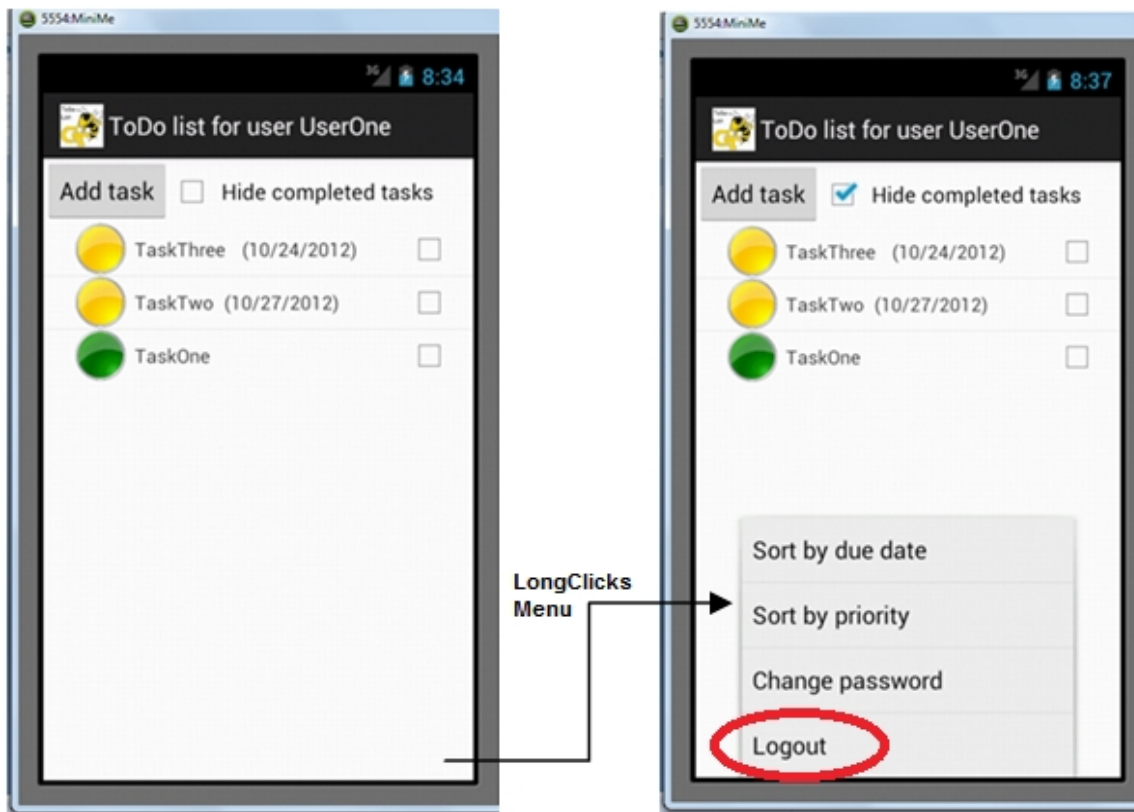 5554:MiniMe
3G 8:34
ToDo list for user UserOne
Add task Hide completed tasks
TaskThree (10/24/2012)
TaskTwo (10/27/2012)
TaskOne
LongClicks
Menu
5554:MiniMe
3G 8:37
ToDo list for user UserOne
Add task Hide completed tasks
TaskThree (10/24/2012)
TaskTwo (10/27/2012)
TaskOne
Sort by due date
Sort by priority
Change password
Logout